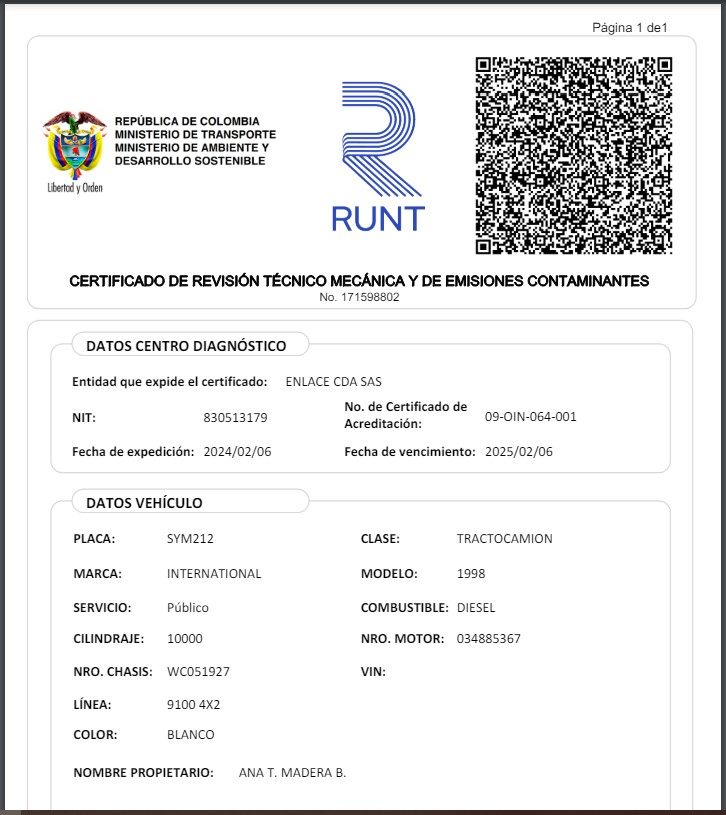 Página 1 de1
REPÚBLICA DE COLOMBIA
MINISTERIO DE TRANSPORTE
MINISTERIO DE AMBIENTE Y
DESARROLLO SOSTENIBLE
Libertad y Orden
RUNT
CERTIFICADO DE REVISIÓN TÉCNICO MECÁNICA Y DE EMISIONES CONTAMINANTES
No. 171598802
DATOS CENTRO DIAGNÓSTICO
Entidad que expide el certificado: ENLACE CDA SAS
NIT: 830513179 No. de Certificado de
Acreditación: 09-OIN-064-001
Fecha de expedición: 2024/02/06 Fecha de vencimiento: 2025/02/06
DATOS VEHÍCULO
PLACA: SYM212 CLASE: TRACTOCAMION
MARCA: INTERNATIONAL MODELO: 1998
SERVICIO: Público COMBUSTIBLE: DIESEL
CILINDRAJE: 10000 NRO. MOTOR: 034885367
NRO. CHASIS: WC051927 VIN:
LÍNEA: 9100 4X2
COLOR: BLANCO
NOMBRE PROPIETARIO: ANA T. MADERA B.